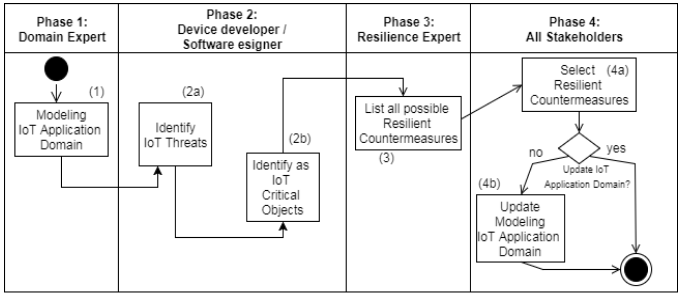 Phase 1:
Domain Expert
Phase 2:
Device developer /
Software esigner
Phase 3:
Resilience Expert
Phase 4:
All Stakeholders
(1)
Modeling
IoT Application
Domain
(2a)
Identify
IoT Threats
(2b)
Identify as
IoT
Critical
Objects
List all possible
Resilient
Countermeasures
(3)
Select (4a)
Resilient
Countermeasures
no
yes
Update IoT
Application Domain?
(4b)
Update
Modeling
IoT Application
Domain